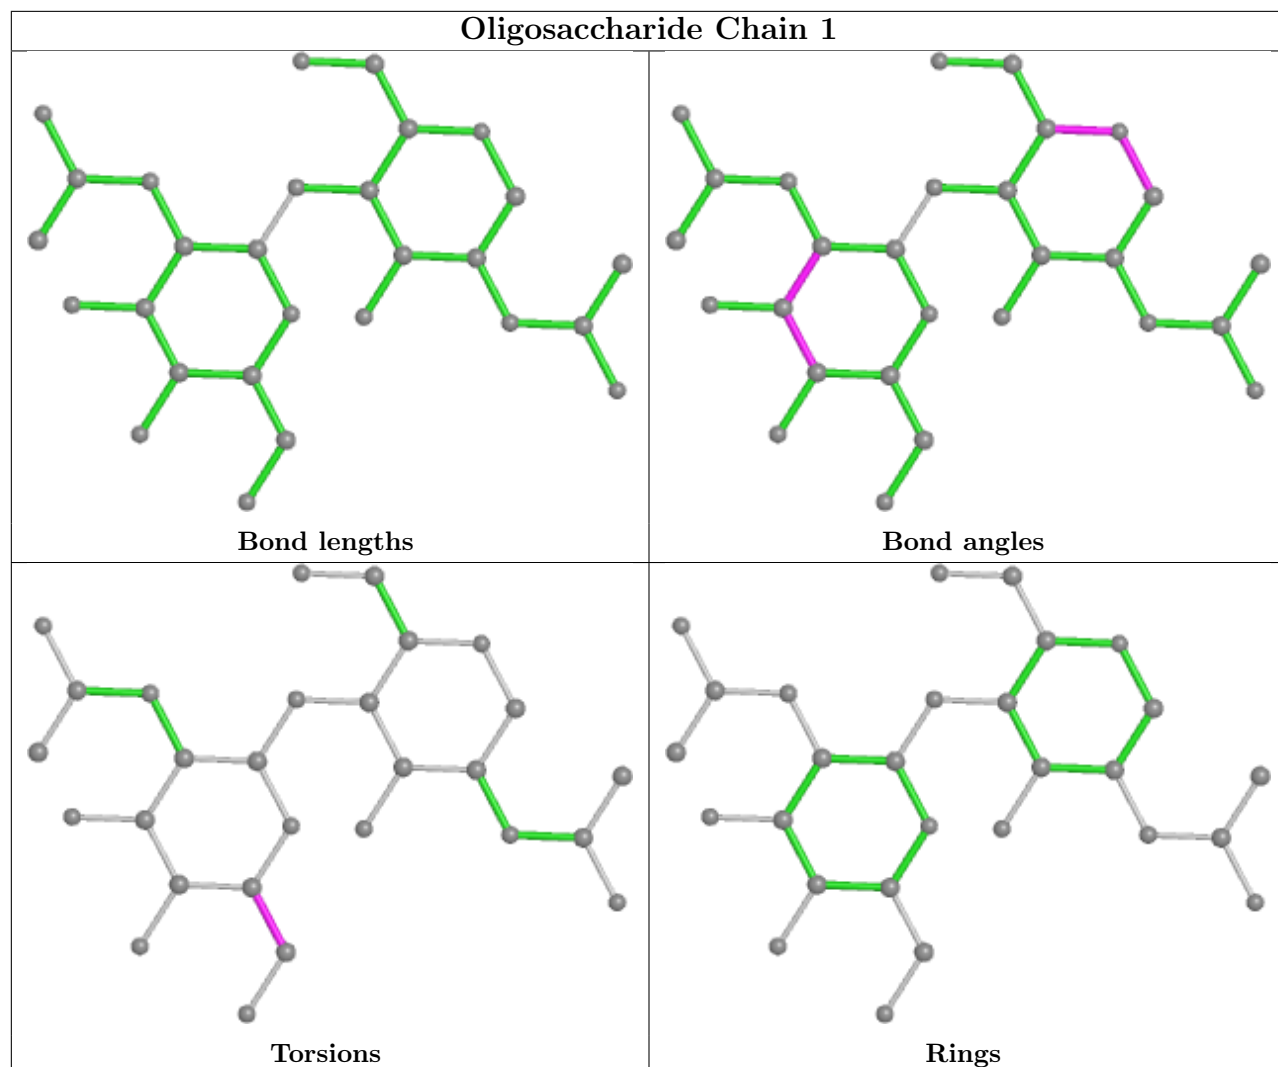 Oligosaccharide Chain 1
Bond lengths
Bond angles
Torsions
Rings